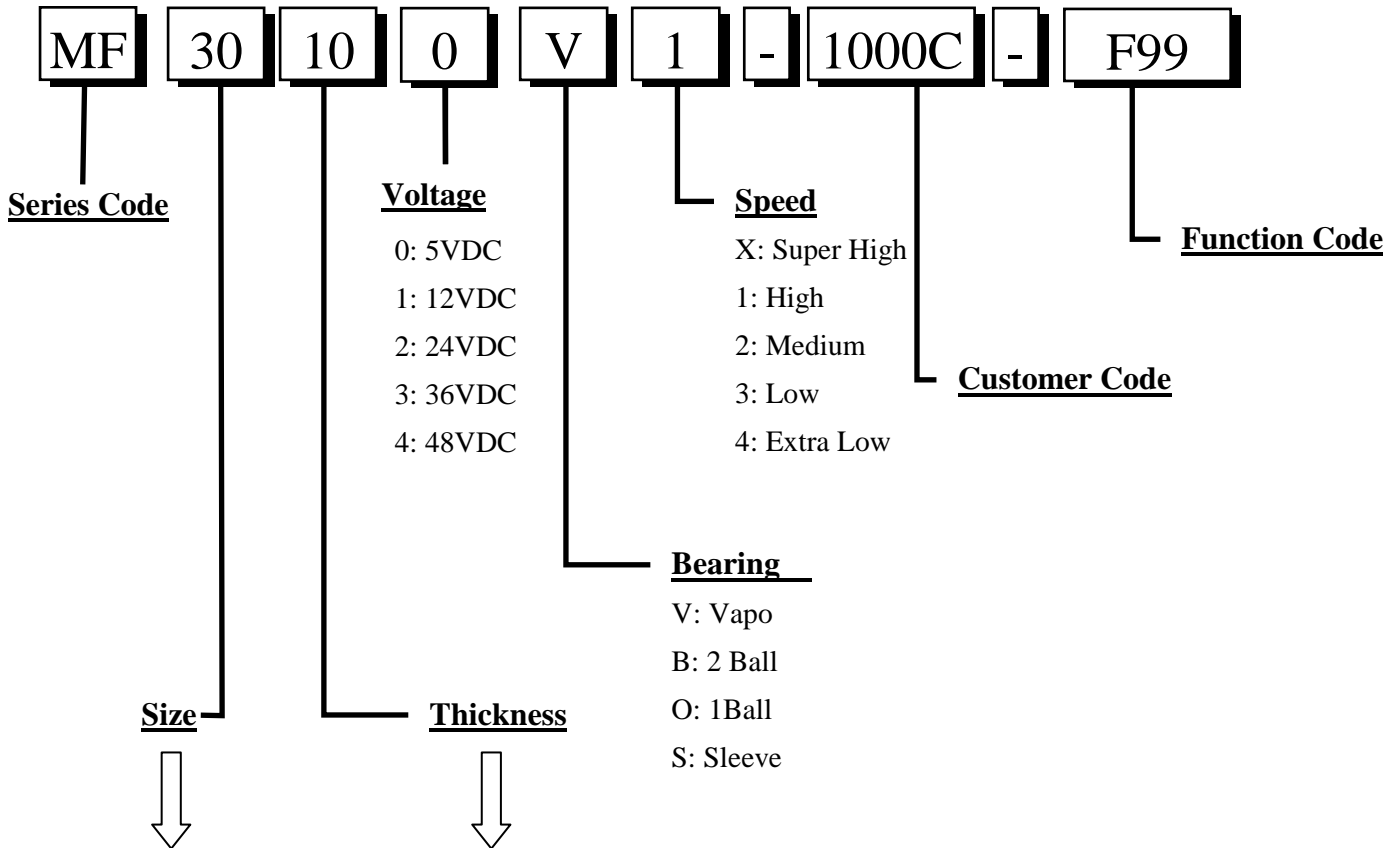 MF 30 10 0 V 1 - 1000C - F99
Series Code
Voltage
0: 5VDC
1: 12VDC
2: 24VDC
3: 36VDC
4: 48VDC
Speed
X: Super High
1: High
2: Medium
3: Low
4: Extra Low
Function Code
Customer Code
Bearing
V: Vapo
B: 2 Ball
O: 1Ball
S: Sleeve
Size
Thickness